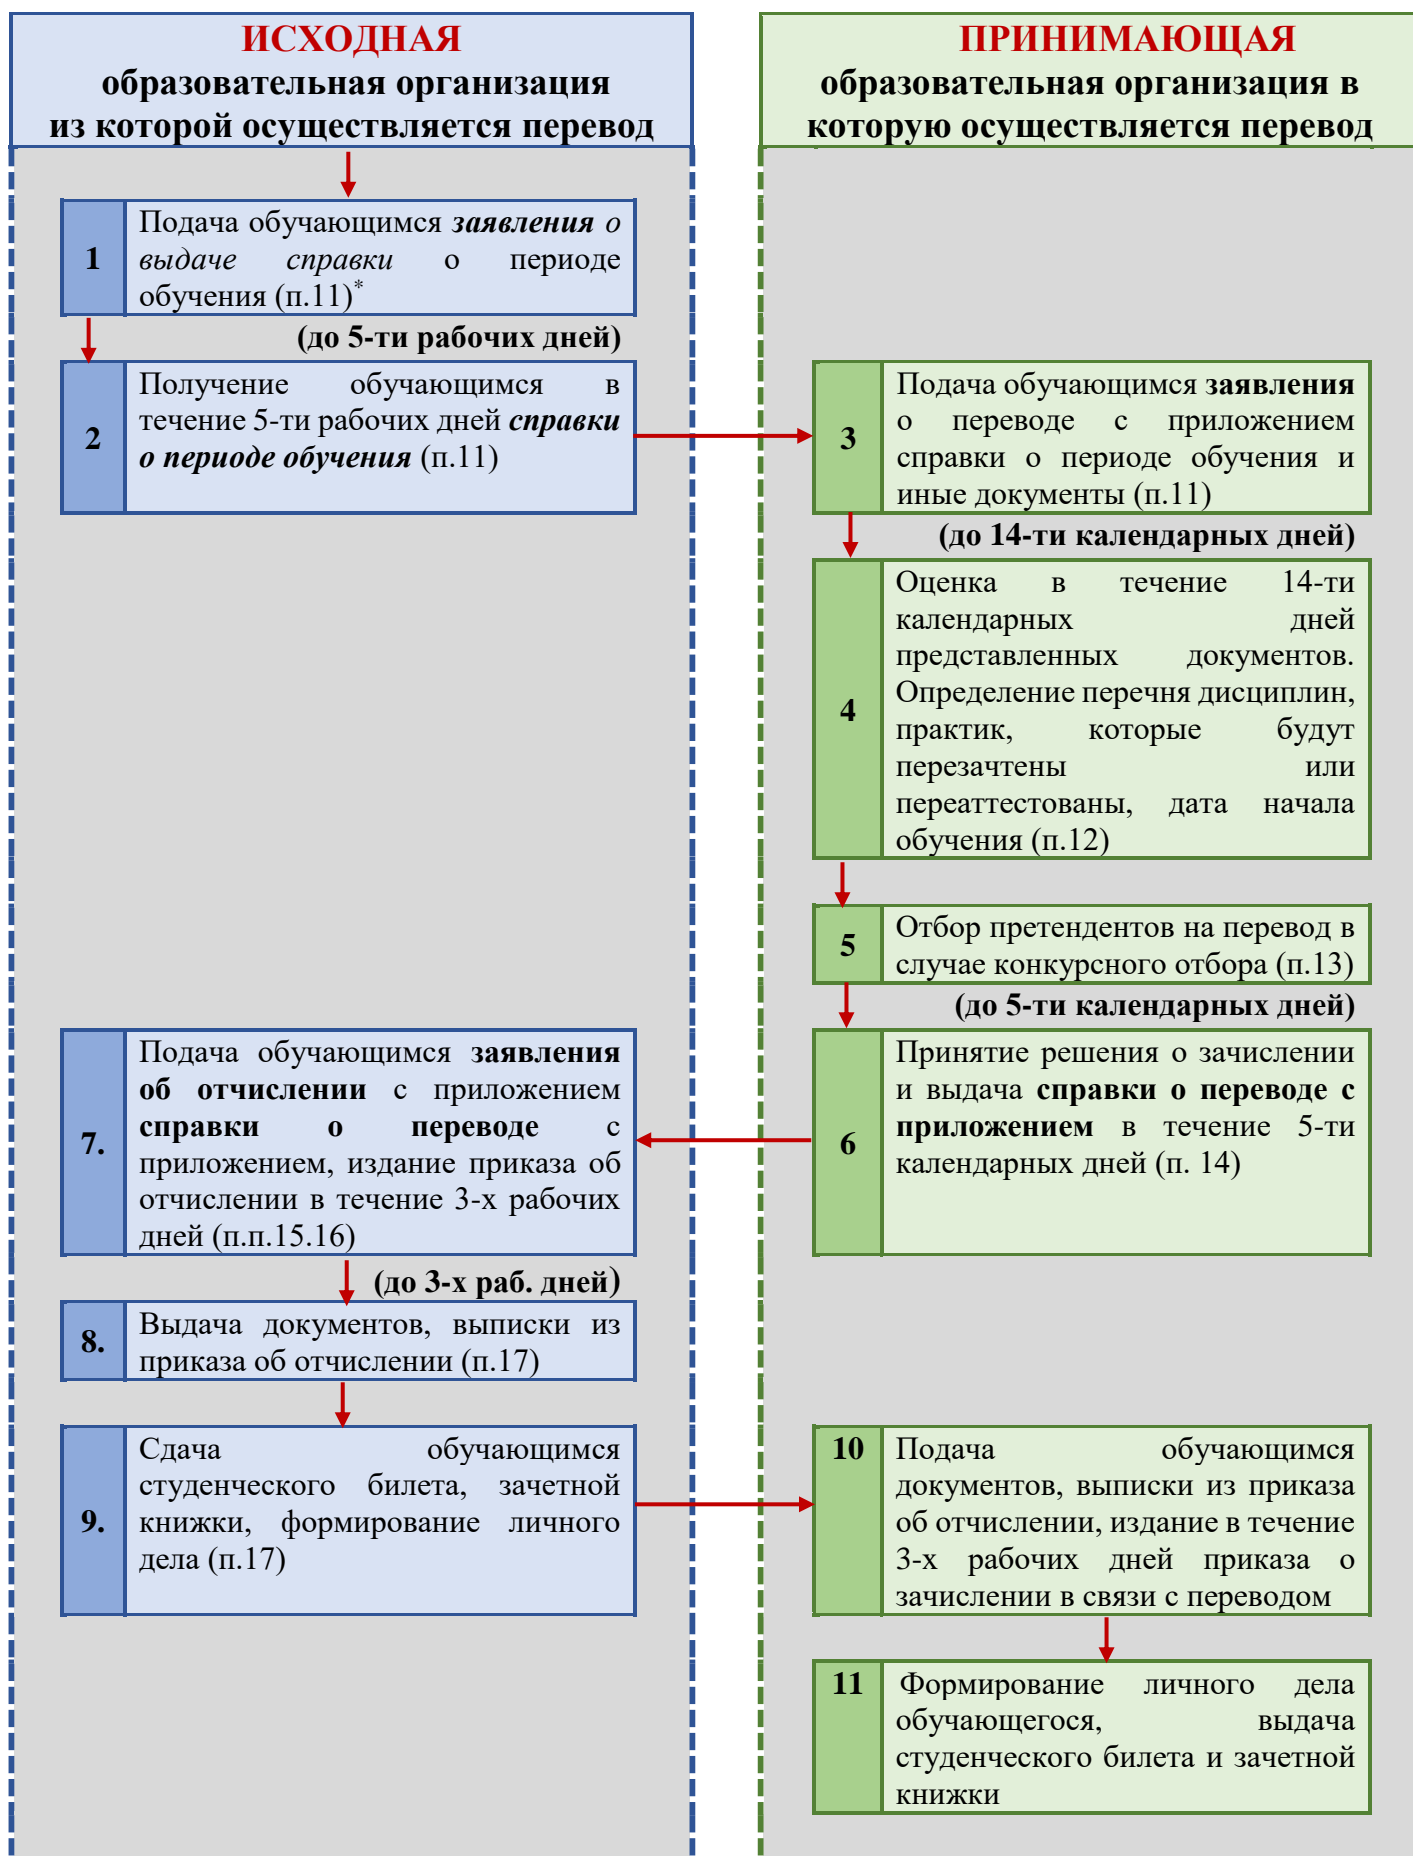 ИСХОДНАЯ
образовательная организация
из которой осуществляется перевод
ПРИНИМАЮЩАЯ
образовательная организация в
которую осуществляется перевод
1
Подача обучающимся заявления о
выдаче справки о периоде
обучения (п.11)*
(до 5-ти рабочих дней)
2
Получение обучающимся в
течение 5-ти рабочих дней справки
о периоде обучения (п.11)
3
Подача обучающимся заявления
о переводе с приложением
справки о периоде обучения и
иные документы (п.11)
(до 14-ти календарных дней)
4
Оценка в течение 14-ти
календарных дней
представленных документов.
Определение перечня дисциплин,
практик, которые будут
перезачтены или
переаттестованы, дата начала
обучения (п.12)
5
Отбор претендентов на перевод в
случае конкурсного отбора (п.13)
(до 5-ти календарных дней)
6
Принятие решения о зачислении
и выдача справки о переводе с
приложением в течение 5-ти
календарных дней (п. 14)
7.
Подача обучающимся заявления
об отчислении с приложением
справки о переводе с
приложением, издание приказа об
отчислении в течение 3-х рабочих
дней (п.п.15.16)
(до 3-х раб. дней)
8.
Выдача документов, выписки из
приказа об отчислении (п.17)
9.
Сдача обучающимся
студенческого билета, зачетной
книжки, формирование личного
дела (п.17)
10
Подача обучающимся
документов, выписки из приказа
об отчислении, издание в течение
3-х рабочих дней приказа о
зачислении в связи с переводом
11
Формирование личного дела
обучающегося, выдача
студенческого билета и зачетной
книжки